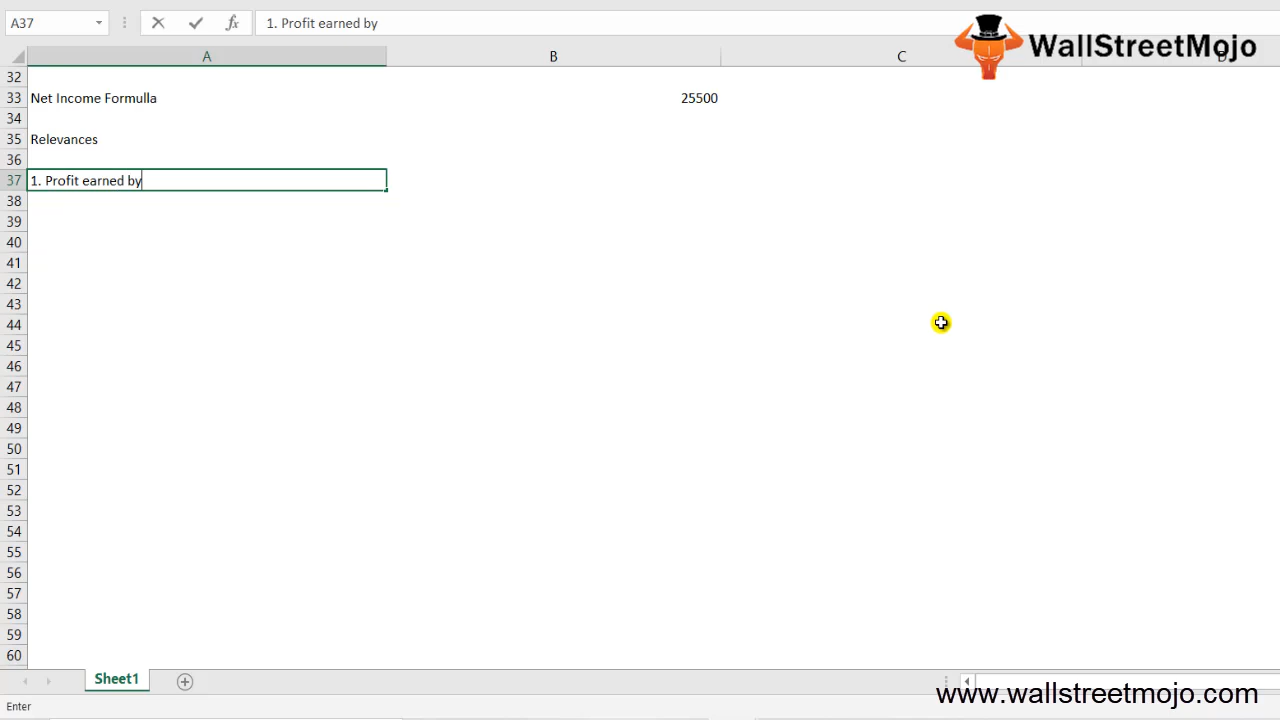 A37
fx
1. Profit earned by
WallStreetMojo
A
B
C
D
32
33 Net Income Formulla 25500
34
35 Relevances
36
37 1. Profit earned by
38
39
40
41
42
43
44
45
46
47
48
49
50
51
52
53
54
55
56
57
58
59
60
Sheet1
www.wallstreetmojo.com
Enter